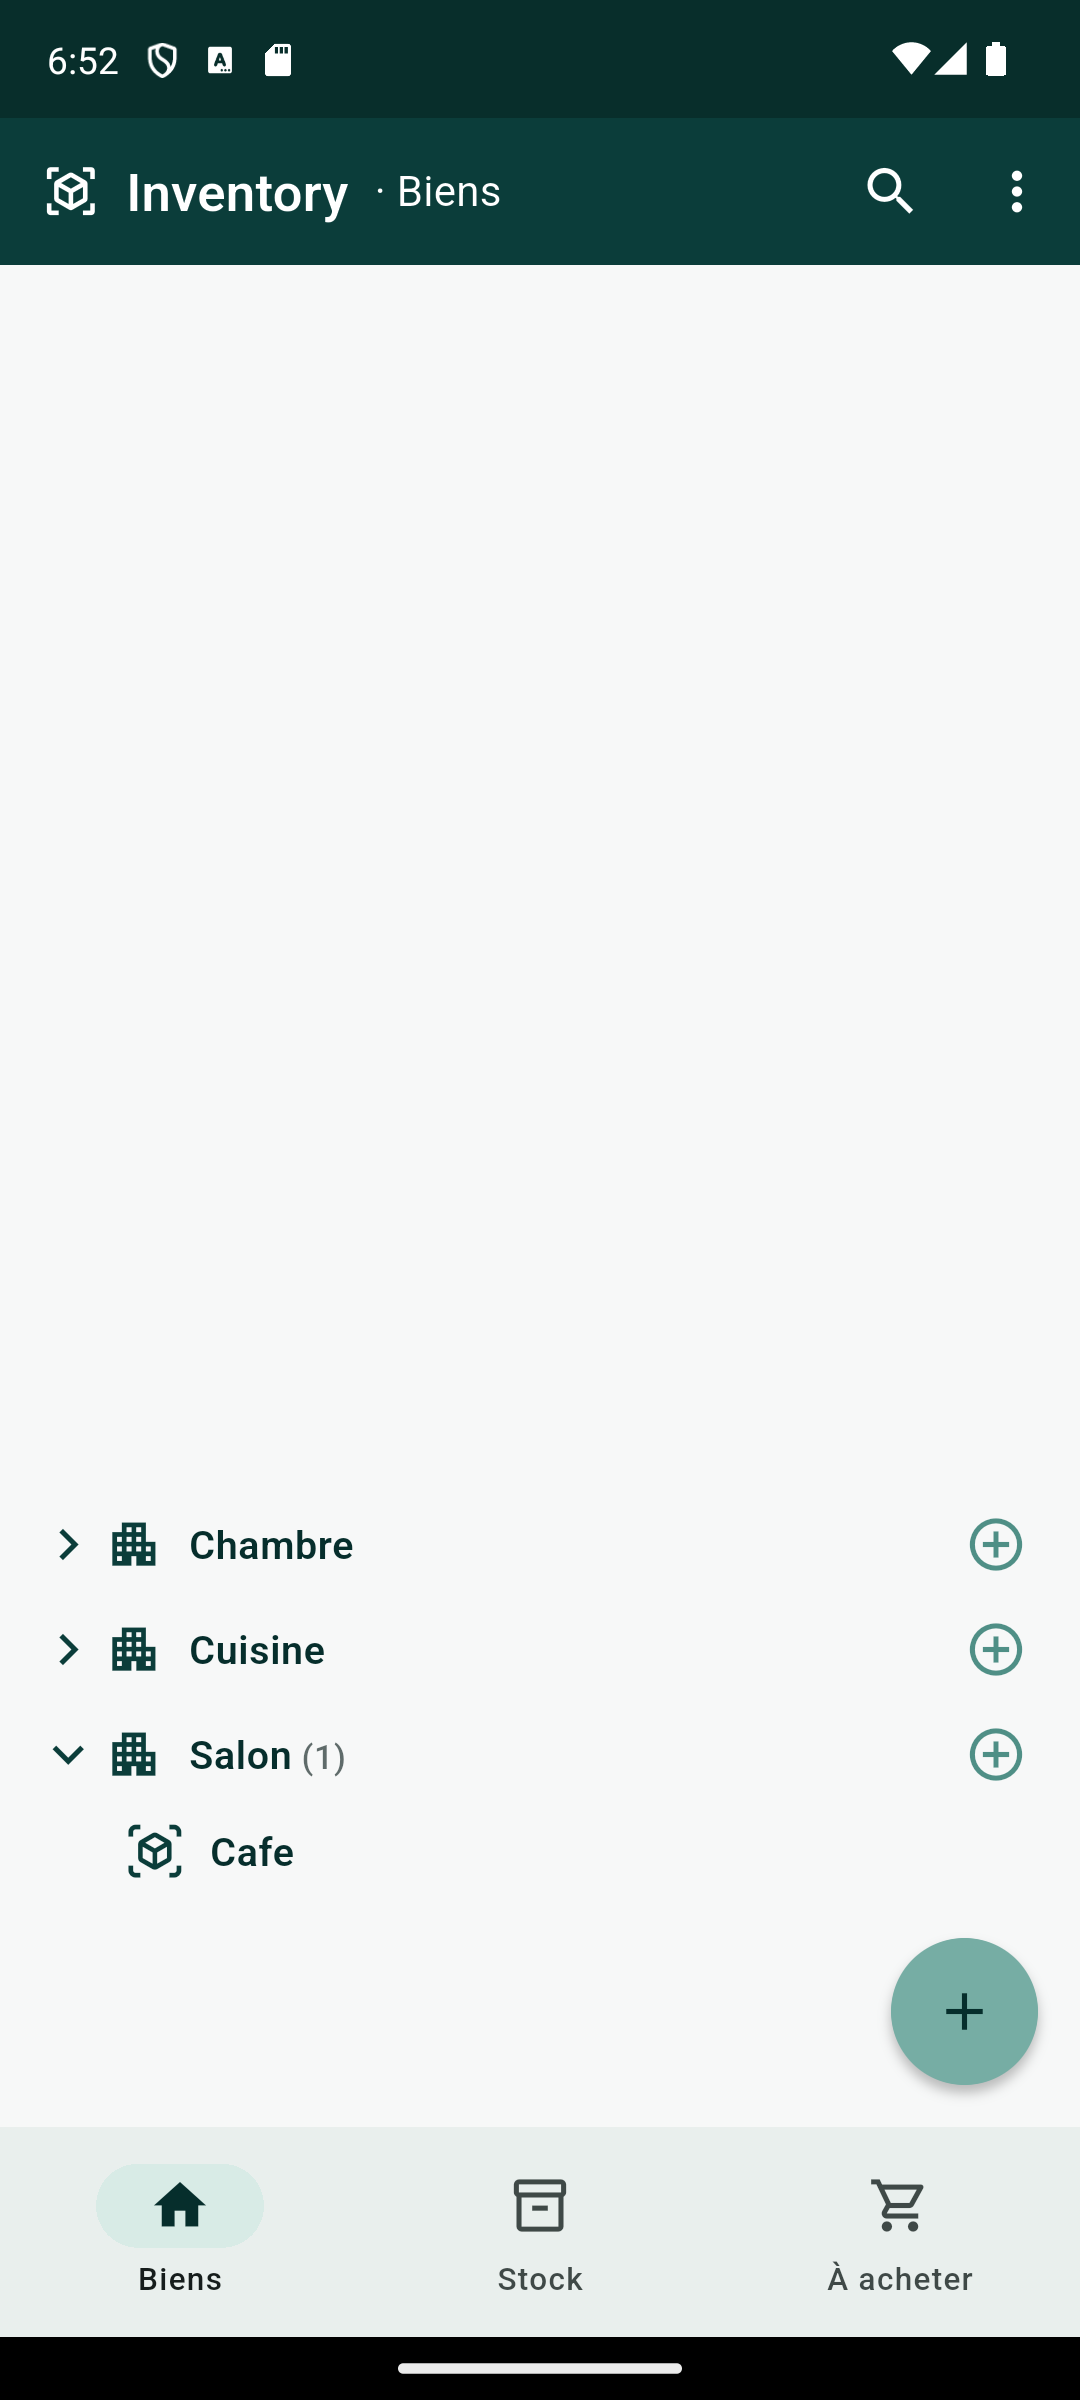 6:52
Inventory · Biens
Chambre
Cuisine
Salon (1)
Cafe
Biens
Stock
À acheter